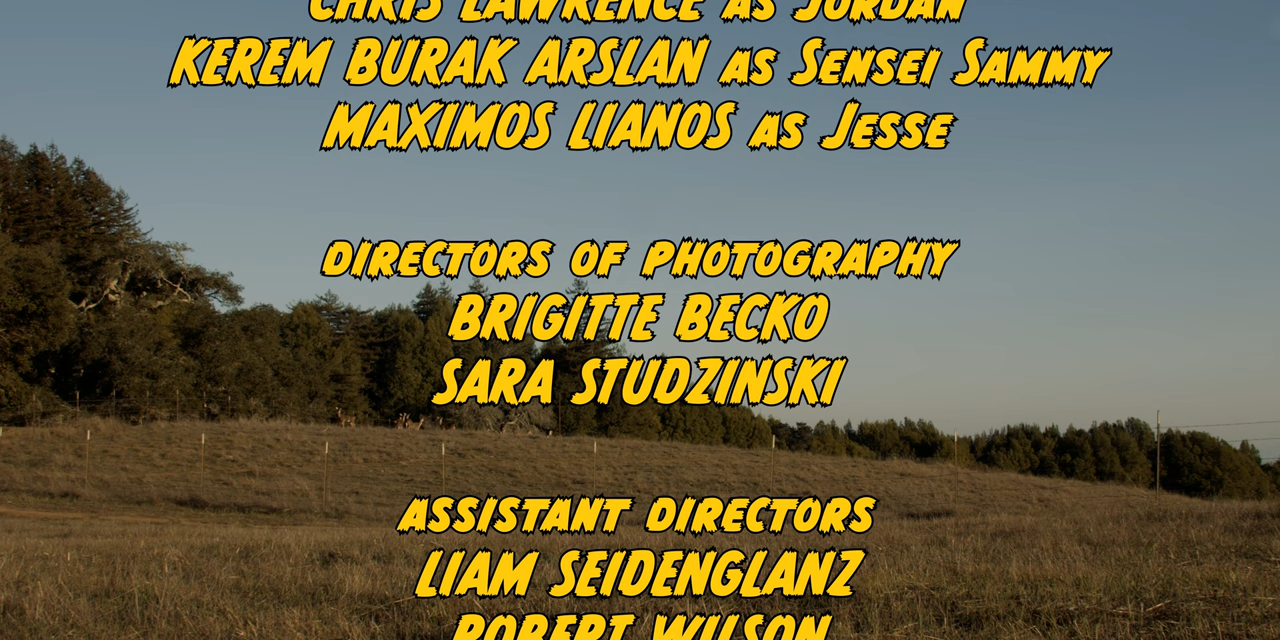 CHRIS LAWRENCE AS JORDAN
KEREM BURAK ARSLAN AS SENSEI SAMMY
MAXIMOS LIANOS AS JESSE
DIRECTORS OF PHOTOGRAPHY
BRIGITTE BECKO
SARA STUDZINSKI
ASSISTANT DIRECTORS
LIAM SEIDENGLANZ
ROBERT WILSON